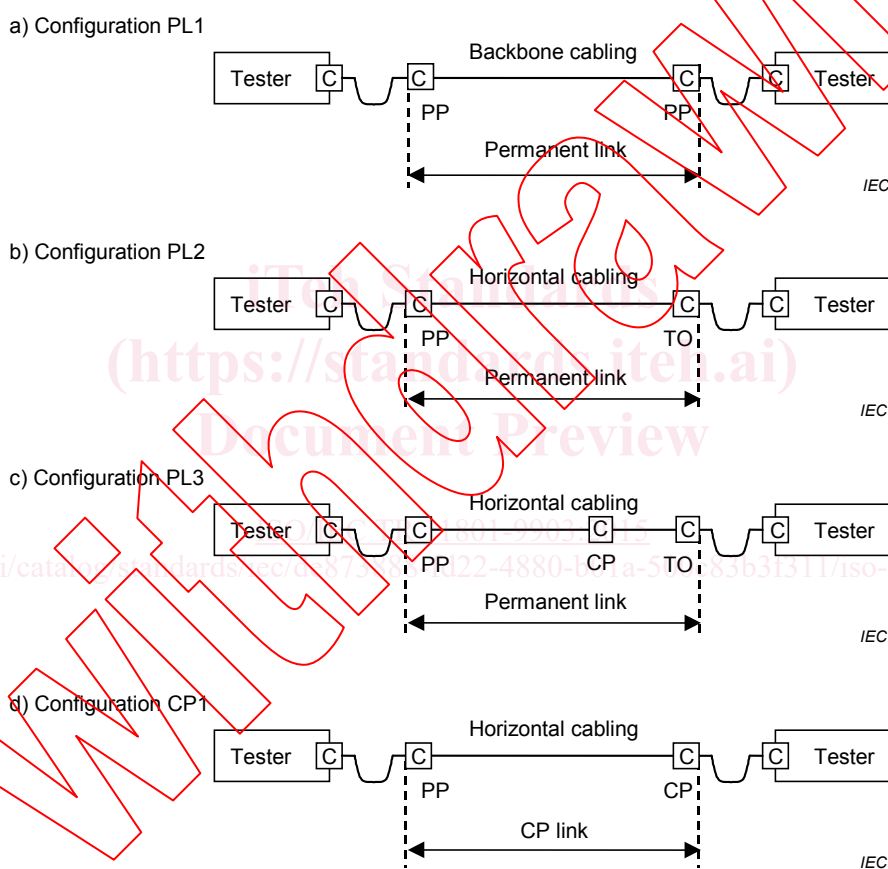 a) Configuration PL1
Backbone cabling
Tester C C C C Tester
PP PP
Permanent link
IEC
b) Configuration PL2
iTeh Standards
Horizontal cabling
Tester C C C C Tester
PP TO
(https://standards.iteh.ai)
Permanent link
IEC
Document Preview
c) Configuration PL3
Horizontal cabling
Tester C C C C C Tester
PP CP TO
Permanent link
IEC
d) Configuration CP1
Horizontal cabling
Tester C C C C Tester
PP CP
CP link
IEC
withdrawn